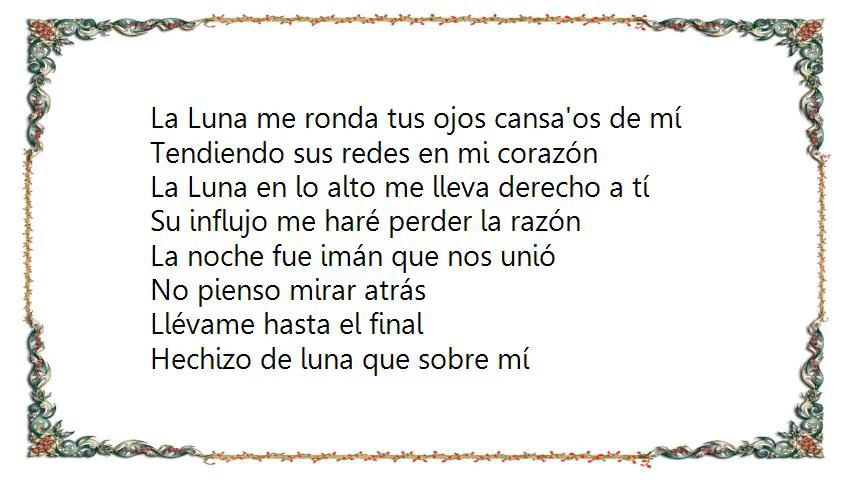 La Luna me ronda tus ojos cansa'os de mí
Tendiendo sus redes en mi corazón
La Luna en lo alto me lleva derecho a tí
Su influjo me haré perder la razón
La noche fue imán que nos unió
No pienso mirar atrás
Llévame hasta el final
Hechizo de luna que sobre mí